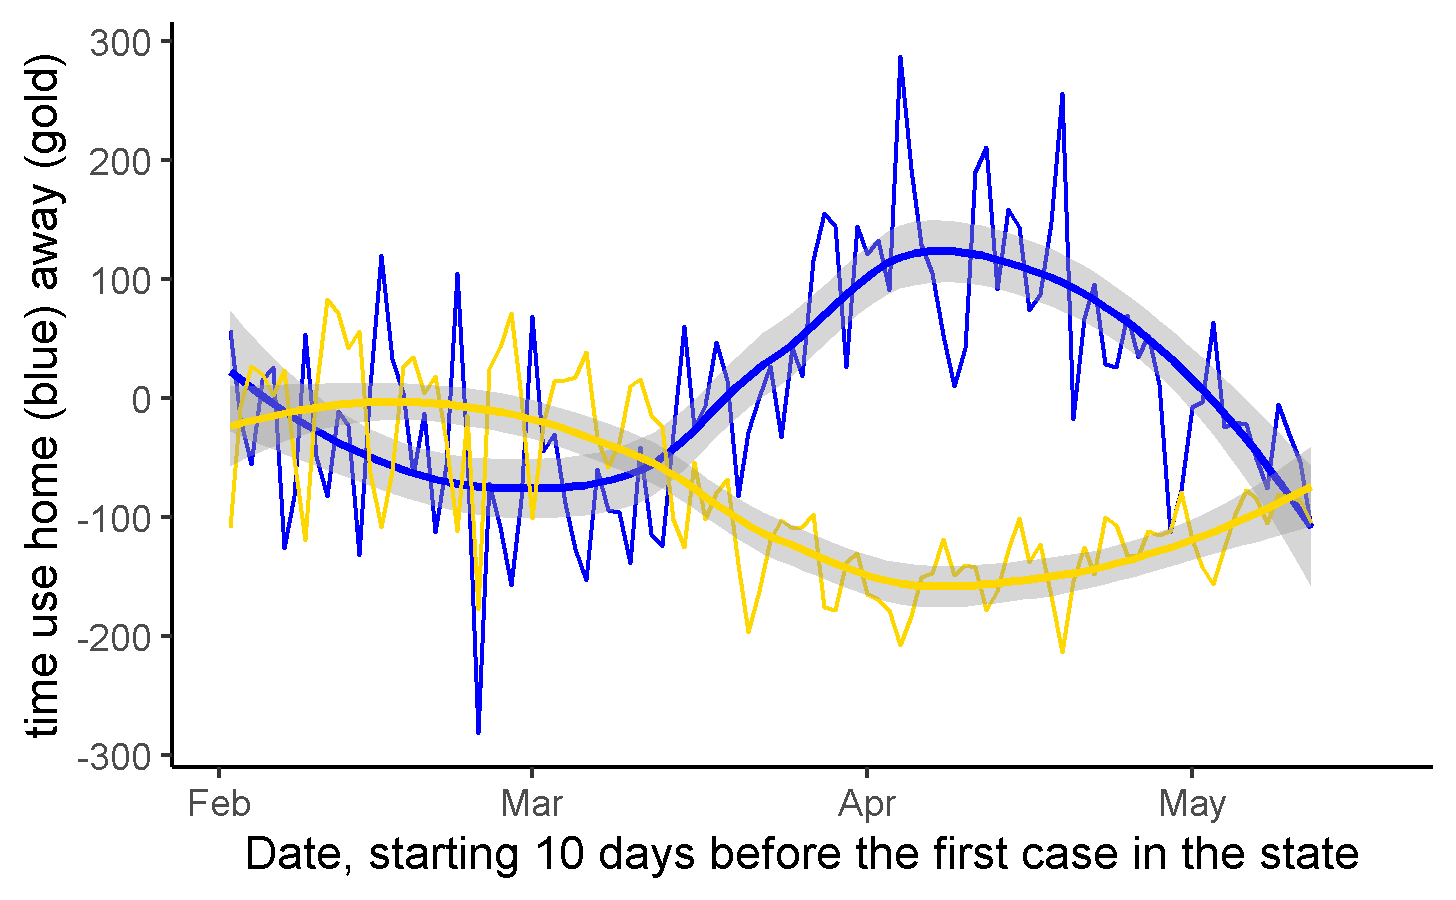 time use home (blue) away (gold)
300
200
100
0
-100
-200
-300
Feb
Mar
Apr
May
Date, starting 10 days before the first case in the state